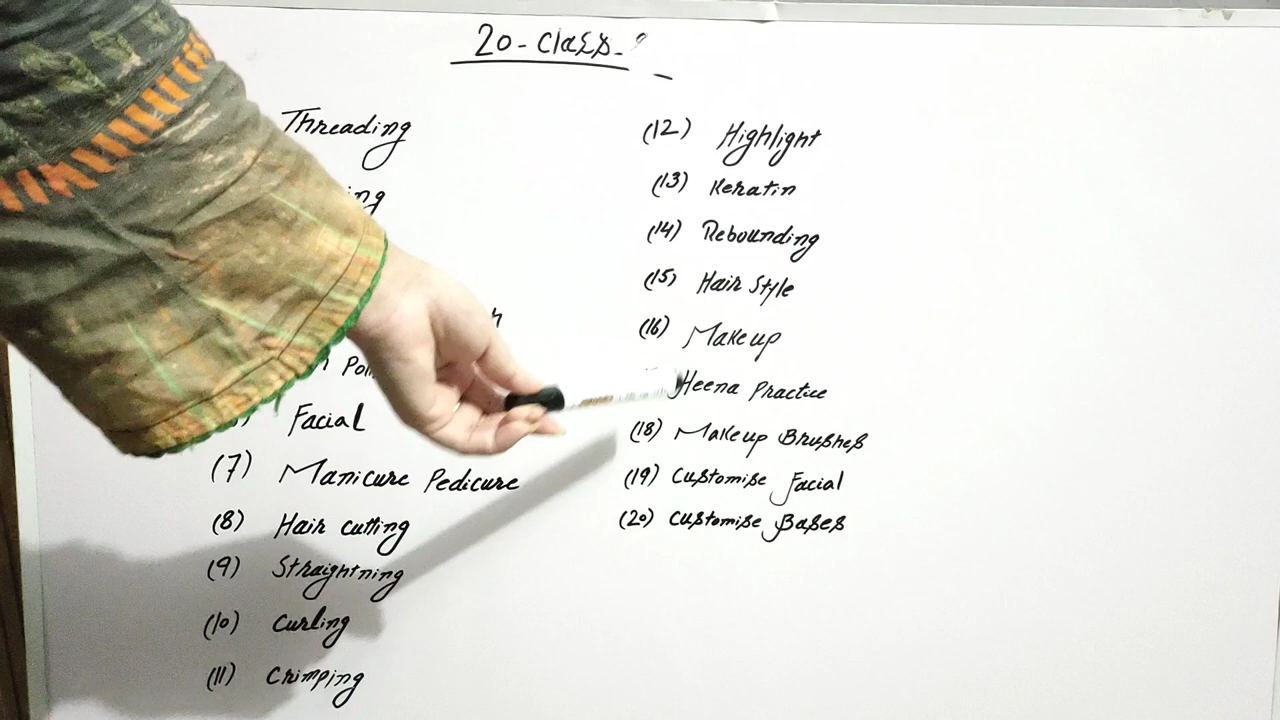 20-Class-
Threading
Facial
(7) Manicure Pedicure
(8) Hair cutting
(9) Straightning
(10) Curling
(11) Crimping
(12) Highlight
(13) Keratin
(14) Rebounding
(15) Hair Style
(16) Makeup
Heena Practice
(18) Makeup Brushes
(19) Customise Facial
(20) Customise Bases